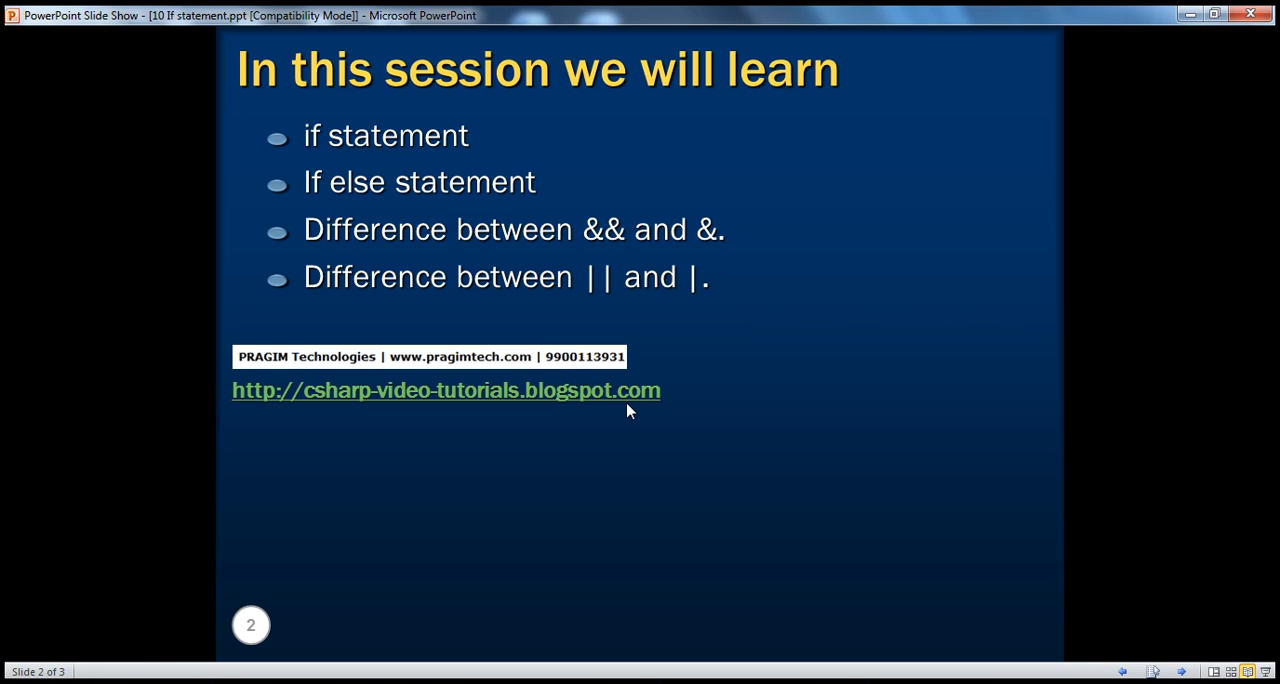 PowerPoint Slide Show - [10 If statement.ppt [Compatibility Mode]] - Microsoft PowerPoint
In this session we will learn
if statement
If else statement
Difference between && and &.
Difference between || and |.
PRAGIM Technologies | www.pragimtech.com | 9900113931
http://csharp-video-tutorials.blogspot.com
2
Slide 2 of 3